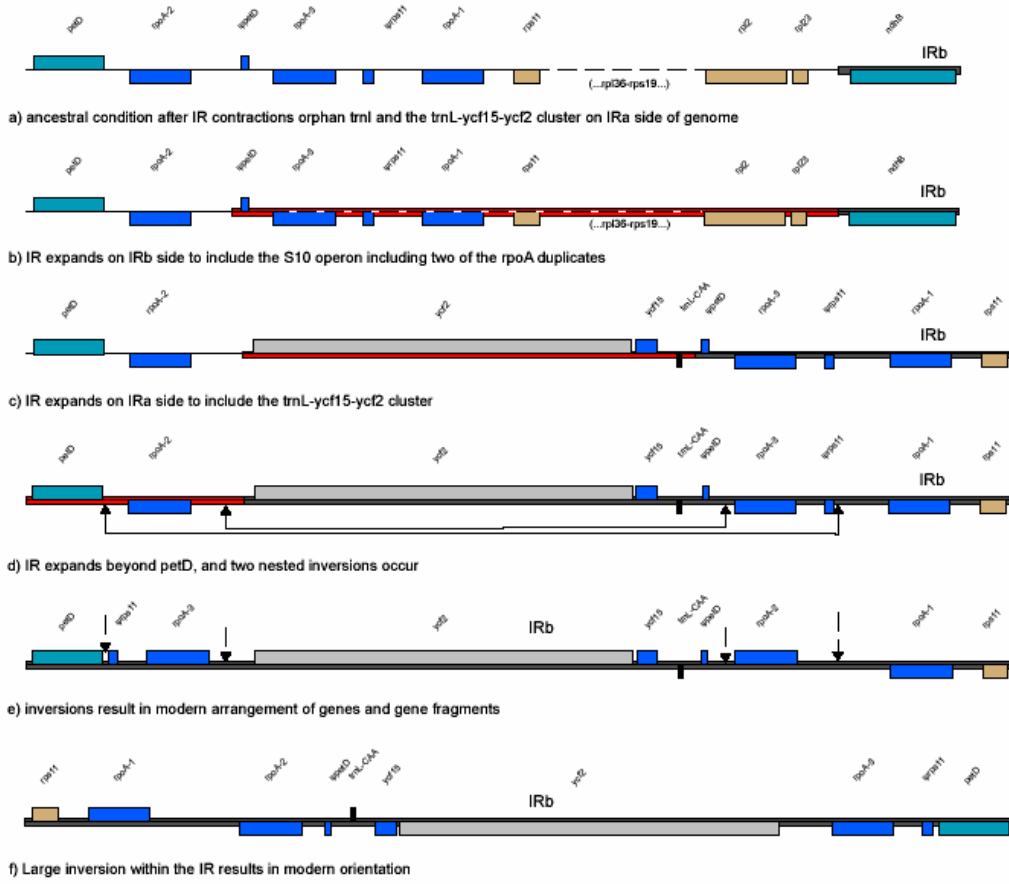 petD rpoA-2 ψpetD rpoA-3 ψrps11 rpoA-1 rps11 rpl2 rpl23 ndhB
IRb
(...rpl36-rps19...)
a) ancestral condition after IR contractions orphan trnI and the trnL-ycf15-ycf2 cluster on IRa side of genome
petD rpoA-2 ψpetD rpoA-3 ψrps11 rpoA-1 rps11 rpl2 rpl23 ndhB
IRb
(...rpl36-rps19...)
b) IR expands on IRb side to include the S10 operon including two of the rpoA duplicates
petD rpoA-2 ycf2 ycf15 trnL-CAA ψpetD rpoA-3 ψrps11 rpoA-1 rps11
IRb
c) IR expands on IRa side to include the trnL-ycf15-ycf2 cluster
petD rpoA-2 ycf2 ycf15 trnL-CAA ψpetD rpoA-3 ψrps11 rpoA-1 rps11
IRb
d) IR expands beyond petD, and two nested inversions occur
petD ψrps11 rpoA-3 ycf2 ycf15 trnL-CAA ψpetD rpoA-2 rpoA-1 rps11
IRb
e) inversions result in modern arrangement of genes and gene fragments
rps11 rpoA-1 rpoA-2 ψpetD trnL-CAA ycf15 ycf2 rpoA-3 ψrps11 petD
IRb
f) Large inversion within the IR results in modern orientation